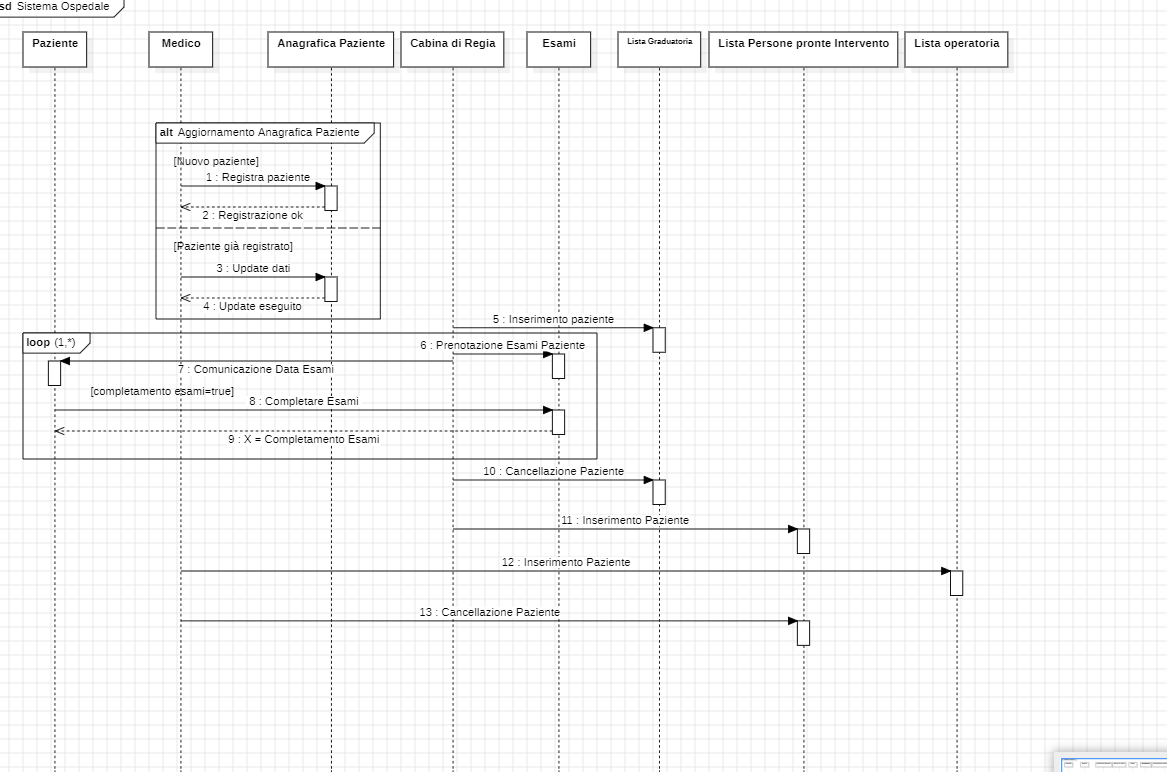 sd Sistema Ospedale
Paziente
Medico
Anagrafica Paziente
Cabina di Regia
Esami
Lista Graduatoria
Lista Persone pronte Intervento
Lista operatoria
alt Aggiornamento Anagrafica Paziente
[Nuovo paziente]
1 : Registra paziente
2 : Registrazione ok
[Paziente già registrato]
3 : Update dati
4 : Update eseguito
5 : Inserimento paziente
loop (1,*)
6 : Prenotazione Esami Paziente
7 : Comunicazione Data Esami
[completamento esami=true]
8 : Completare Esami
9 : X = Completamento Esami
10 : Cancellazione Paziente
11 : Inserimento Paziente
12 : Inserimento Paziente
13 : Cancellazione Paziente